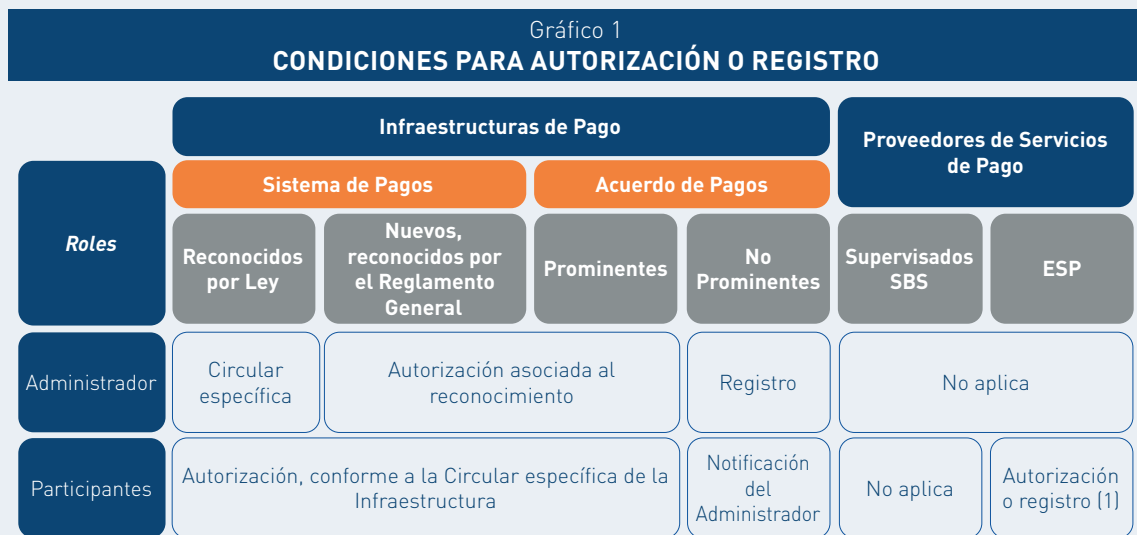 Gráfico 1
CONDICIONES PARA AUTORIZACIÓN O REGISTRO
Roles
Infraestructuras de Pago
Proveedores de Servicios
de Pago
Sistema de Pagos
Acuerdo de Pagos
Reconocidos
por Ley
Nuevos,
reconocidos por
el Reglamento
General
Prominentes
No
Prominentes
Supervisados
SBS
ESP
Administrador
Circular
específica
Autorización asociada al
reconocimiento
Registro
No aplica
Participantes
Autorización, conforme a la Circular específica de la
Infraestructura
Notificación
del
Administrador
No aplica
Autorización
o registro (1)